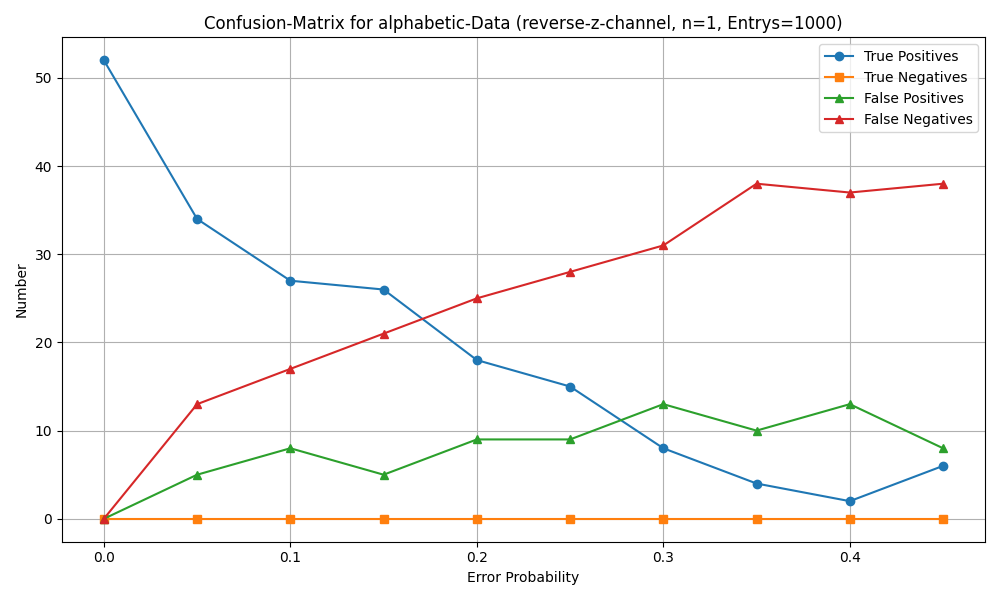 Confusion-Matrix for alphabetic-Data (reverse-z-channel, n=1, Entrys=1000)
True Positives
True Negatives
False Positives
False Negatives
50
40
30
20
10
0
Number
0.0 0.1 0.2 0.3 0.4
Error Probability